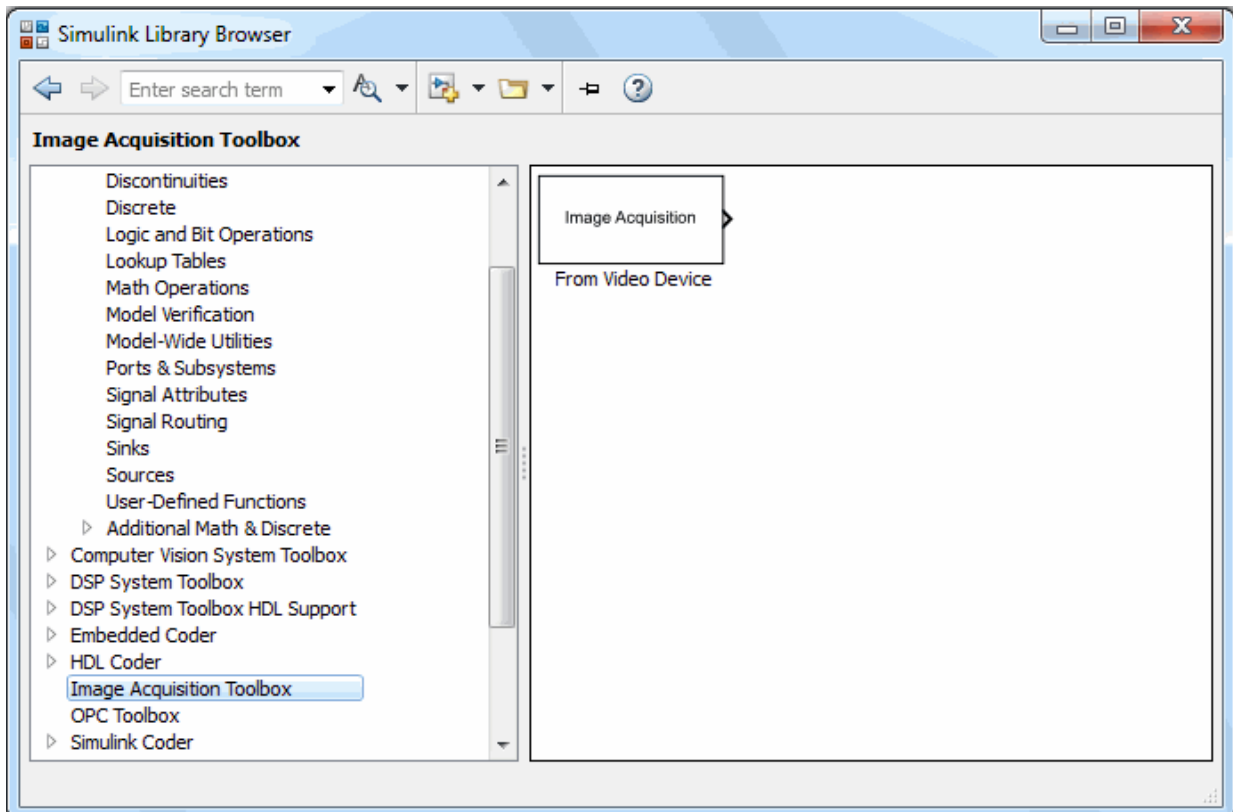 Simulink Library Browser
Enter search term
Image Acquisition Toolbox
Discontinuities
Discrete
Logic and Bit Operations
Lookup Tables
Math Operations
Model Verification
Model-Wide Utilities
Ports & Subsystems
Signal Attributes
Signal Routing
Sinks
Sources
User-Defined Functions
Additional Math & Discrete
Computer Vision System Toolbox
DSP System Toolbox
DSP System Toolbox HDL Support
Embedded Coder
HDL Coder
Image Acquisition Toolbox
OPC Toolbox
Simulink Coder
Image Acquisition
From Video Device